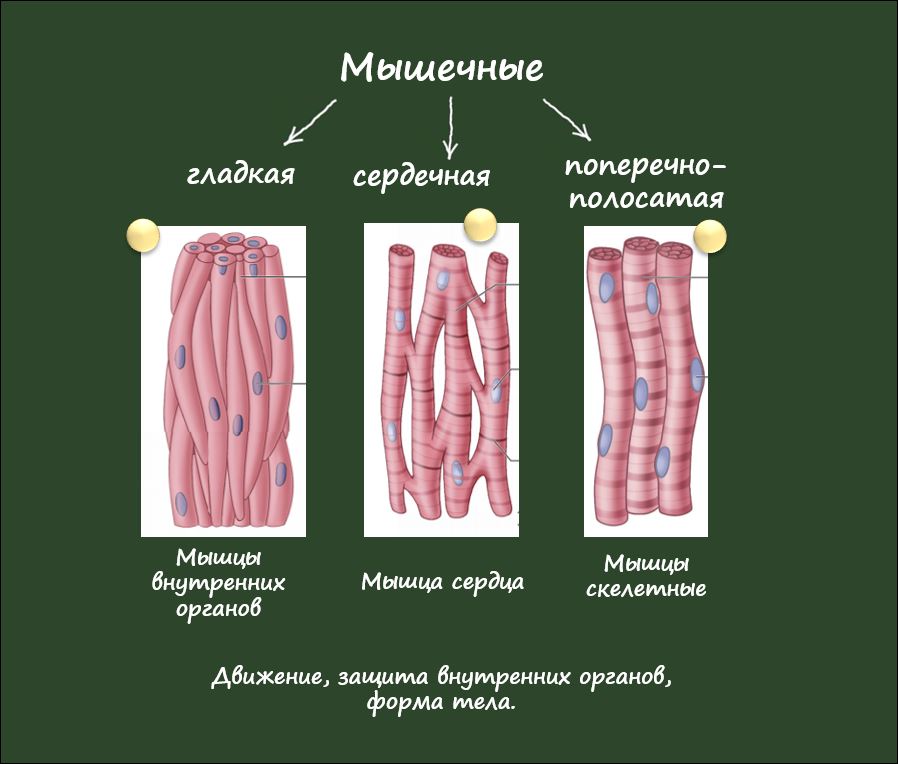 Мышечные
гладкая
сердечная
поперечно-
полосатая
Мышцы
внутренних
органов
Мышца сердца
Мышцы
скелетные
Движение, защита внутренних органов,
форма тела.